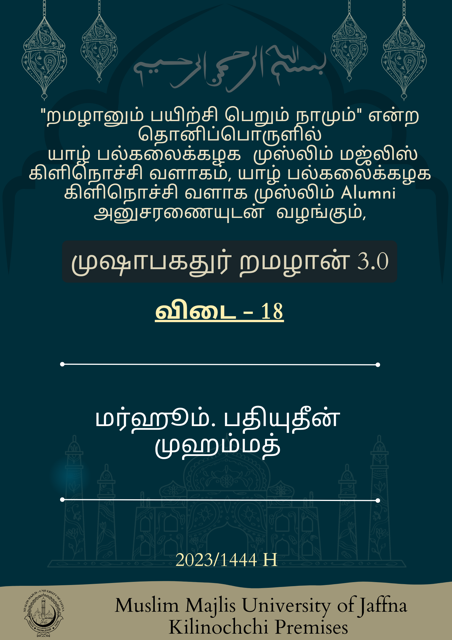 بسم الله الرحمن الرحيم
"றமழானும் பயிற்சி பெறும் நாமும்" என்ற
தொனிப்பொருளில்
யாழ் பல்கலைக்கழக முஸ்லிம் மஜ்லிஸ்
கிளிநொச்சி வளாகம், யாழ் பல்கலைக்கழக
கிளிநொச்சி வளாக முஸ்லிம் Alumni
அனுசரணையுடன் வழங்கும்,
முஷாபகதுர் றமழான் 3.0
விடை – 18
மர்ஹூம். பதியுதீன்
முஹம்மத்
2023/1444 H
Muslim Majlis University of Jaffna
Kilinochchi Premises